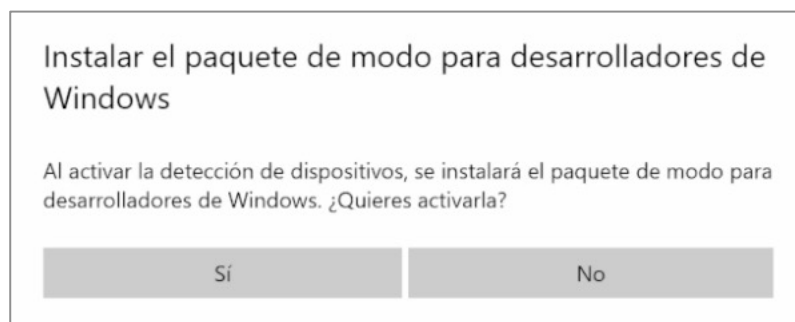 Instalar el paquete de modo para desarrolladores de
Windows
Al activar la detección de dispositivos, se instalará el paquete de modo para
desarrolladores de Windows. ¿Quieres activarla?
Sí
No